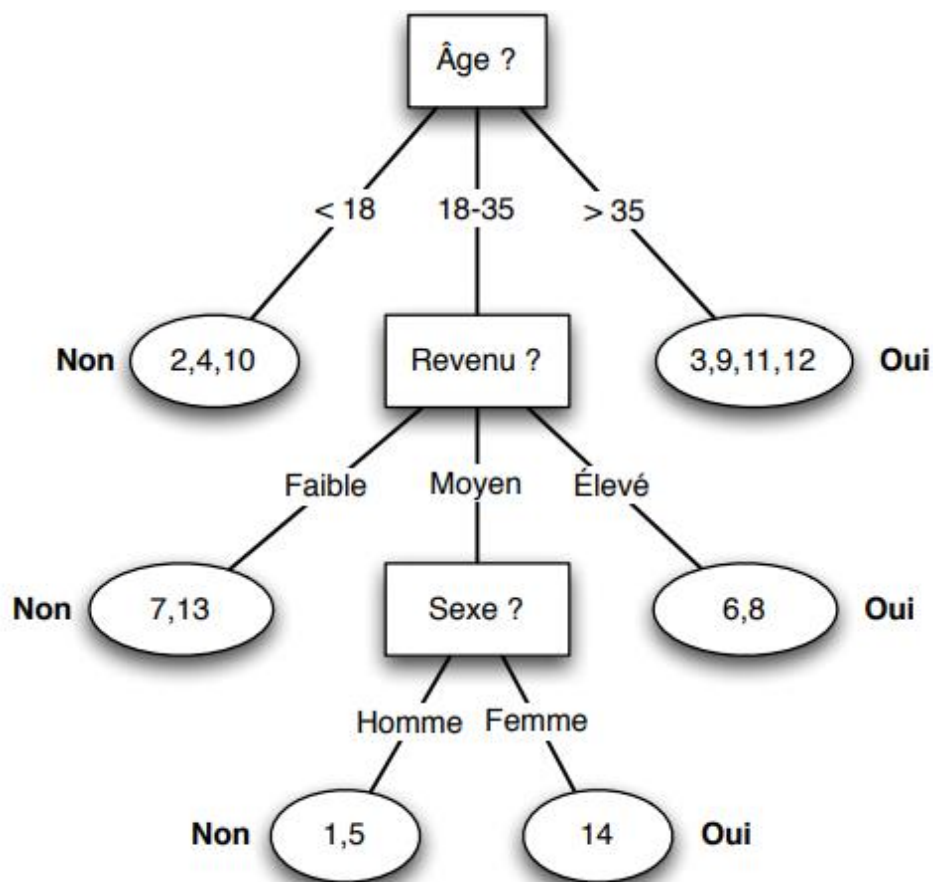 Âge ?
< 18 18-35 > 35
Non 2,4,10 Revenu ? 3,9,11,12 Oui
Faible Moyen Élevé
Non 7,13 Sexe ? 6,8 Oui
Homme Femme
Non 1,5 14 Oui